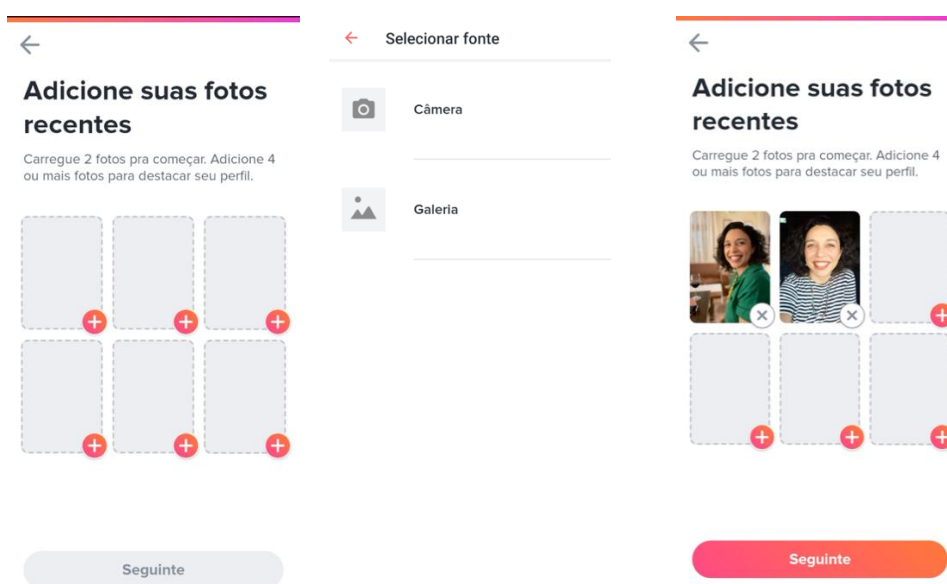 Adicione suas fotos
recentes
Carregue 2 fotos pra começar. Adicione 4
ou mais fotos para destacar seu perfil.
Seguinte
Selecionar fonte
Câmera
Galeria
Adicione suas fotos
recentes
Carregue 2 fotos pra começar. Adicione 4
ou mais fotos para destacar seu perfil.
Seguinte